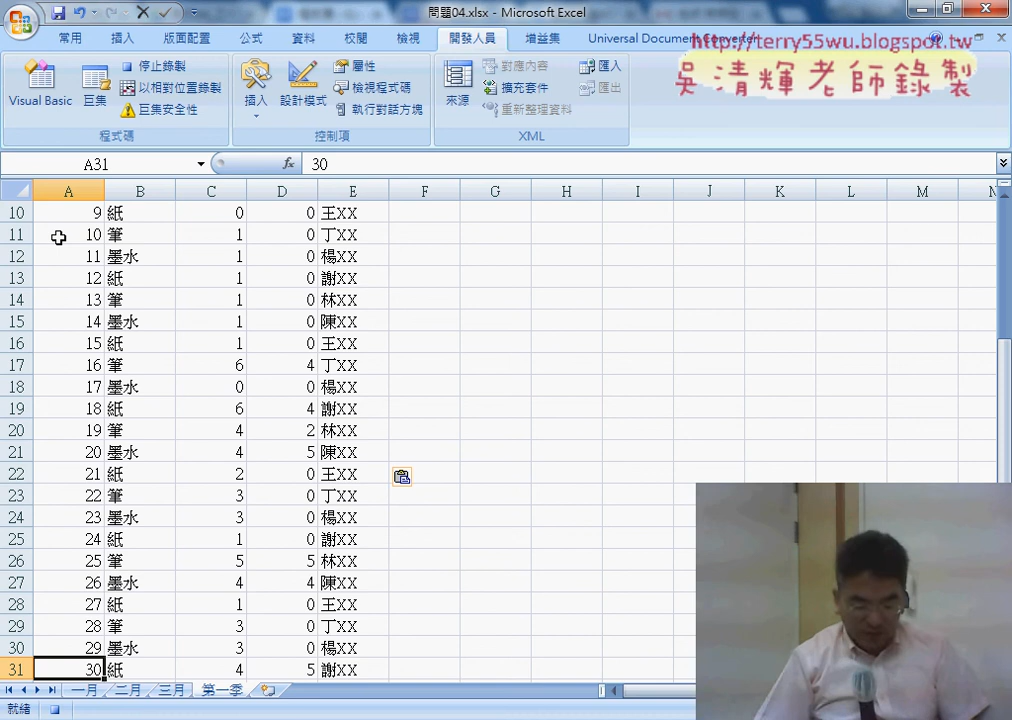 問題04.xlsx - Microsoft Excel
常用 插入 版面配置 公式 資料 校閱 檢視 開發人員 增益集 Universal Document Converter
http://terry55wu.blogspot.tw
吳清輝老師錄製
Visual Basic 巨集 停止錄製 以相對位置錄製 巨集安全性
程式碼
插入 設計模式 屬性 檢視程式碼 執行對話方塊
控制項
來源 對應內容 擴充套件 重新整理資料 匯入 匯出
XML
A31 fx 30
A B C D E F G H I J K L M N
10 9 紙 0 0 王XX
11 10 筆 1 0 丁XX
12 11 墨水 1 0 楊XX
13 12 紙 1 0 謝XX
14 13 筆 1 0 林XX
15 14 墨水 1 0 陳XX
16 15 紙 1 0 王XX
17 16 筆 6 4 丁XX
18 17 墨水 0 0 楊XX
19 18 紙 6 4 謝XX
20 19 筆 4 2 林XX
21 20 墨水 4 5 陳XX
22 21 紙 2 0 王XX
23 22 筆 3 0 丁XX
24 23 墨水 3 0 楊XX
25 24 紙 1 0 謝XX
26 25 筆 5 5 林XX
27 26 墨水 4 4 陳XX
28 27 紙 1 0 王XX
29 28 筆 3 0 丁XX
30 29 墨水 3 0 楊XX
31 30 紙 4 5 謝XX
一月 二月 三月 第一季
就緒